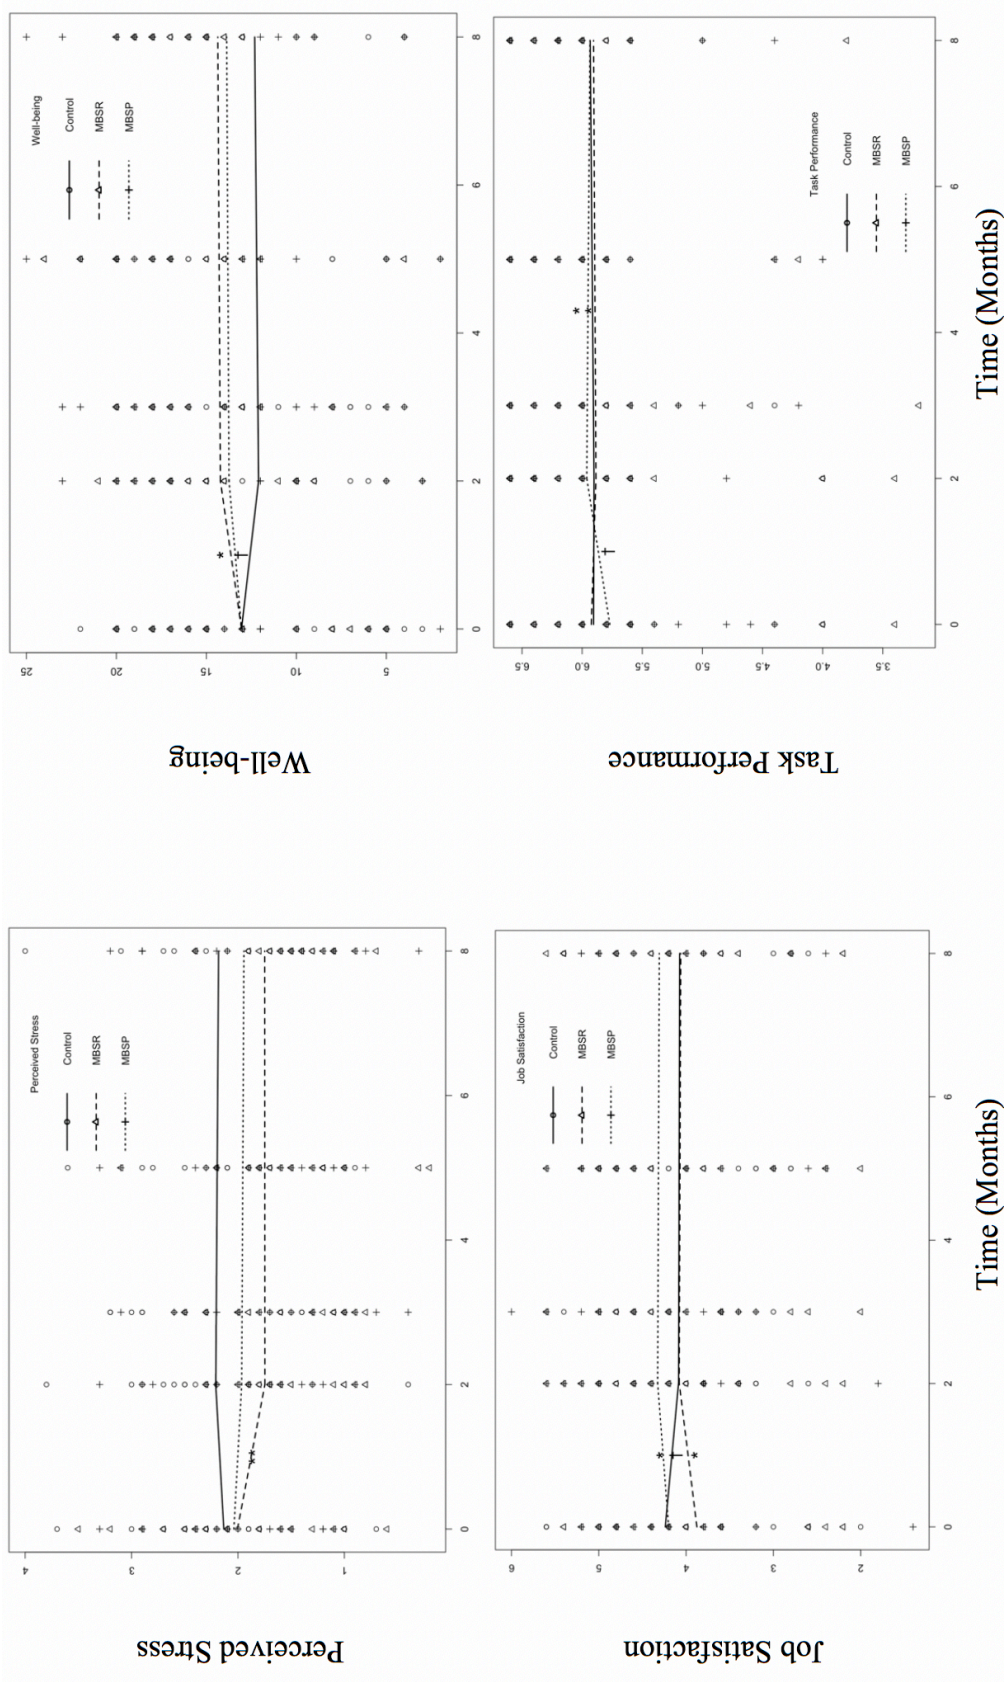 Perceived Stress
4
3
2
1
Perceived Stress
Control
MBSR
MBSP
0
2
4
6
8
Well-being
25
20
15
10
5
Well-being
Control
MBSR
MBSP
0
2
4
6
8
Job Satisfaction
6
5
4
3
2
Job Satisfaction
Control
MBSR
MBSP
0
2
4
6
8
Time (Months)
Task Performance
6.5
6.0
5.5
5.0
4.5
4.0
3.5
Task Performance
Control
MBSR
MBSP
0
2
4
6
8
Time (Months)